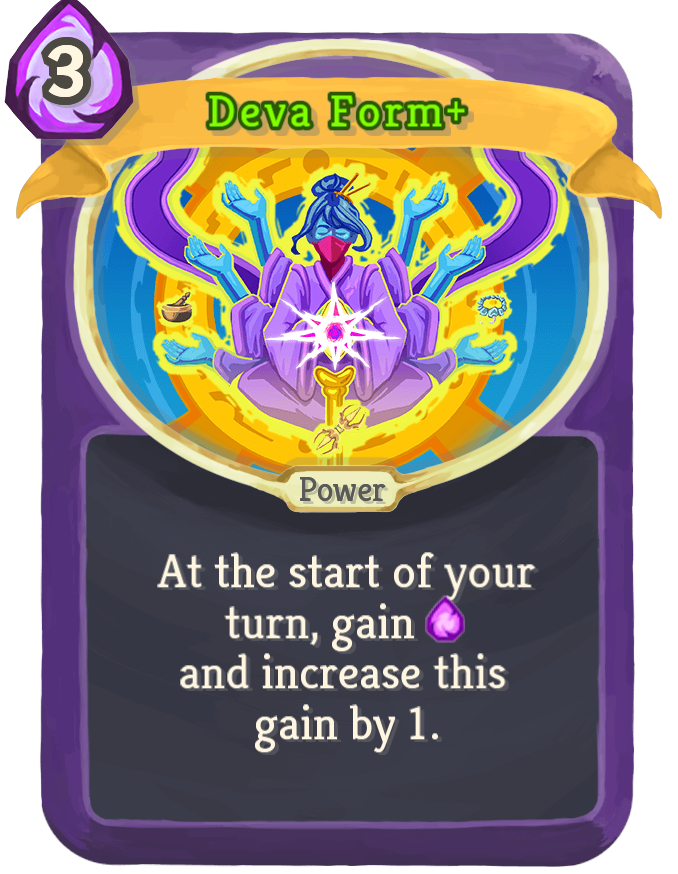 3
Deva Form+
Power
At the start of your
turn, gain
and increase this
gain by 1.